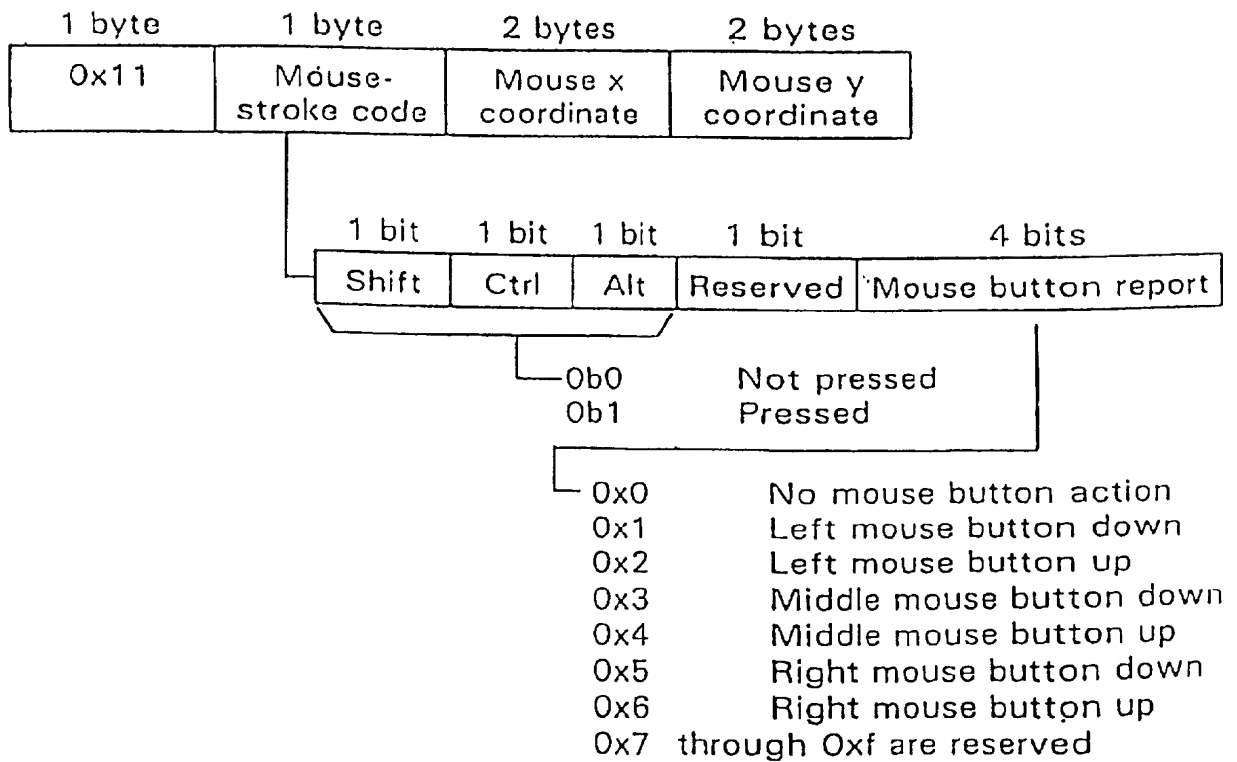 1 byte 1 byte 2 bytes 2 bytes
0x11 Mouse- Mouse x Mouse y
stroke code coordinate coordinate
1 bit 1 bit 1 bit 1 bit 4 bits
Shift Ctrl Alt Reserved Mouse button report
0b0 Not pressed
0b1 Pressed
0x0 No mouse button action
0x1 Left mouse button down
0x2 Left mouse button up
0x3 Middle mouse button down
0x4 Middle mouse button up
0x5 Right mouse button down
0x6 Right mouse button up
0x7 through 0xf are reserved